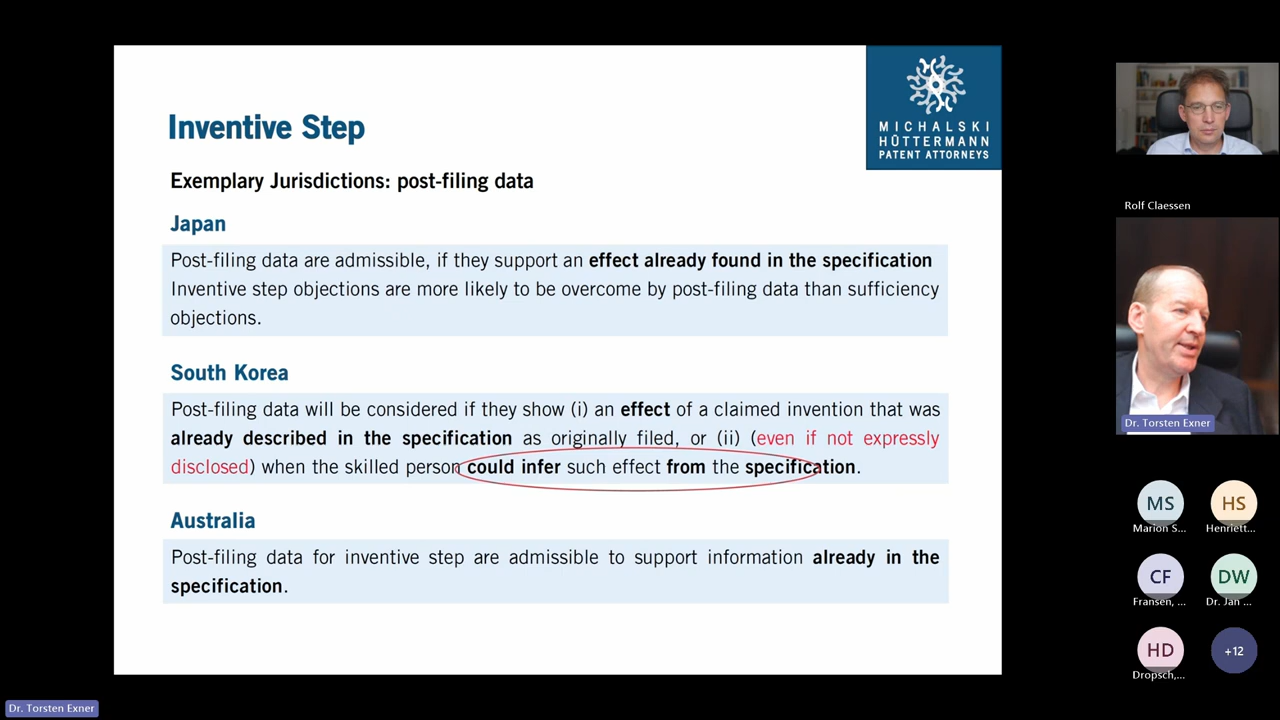 Inventive Step
MICHALSKI
HÜTTERMANN
PATENT ATTORNEYS
Exemplary Jurisdictions: post-filing data
Japan
Post-filing data are admissible, if they support an effect already found in the specification
Inventive step objections are more likely to be overcome by post-filing data than sufficiency
objections.
South Korea
Post-filing data will be considered if they show (i) an effect of a claimed invention that was
already described in the specification as originally filed, or (ii) (even if not expressly
disclosed) when the skilled person could infer such effect from the specification.
Australia
Post-filing data for inventive step are admissible to support information already in the
specification.
Rolf Claessen
Dr. Torsten Exner
MS
HS
Marion S...
Henriett...
CF
DW
Fransen, ...
Dr. Jan ...
HD
+12
Dropsch,...
Dr. Torsten Exner